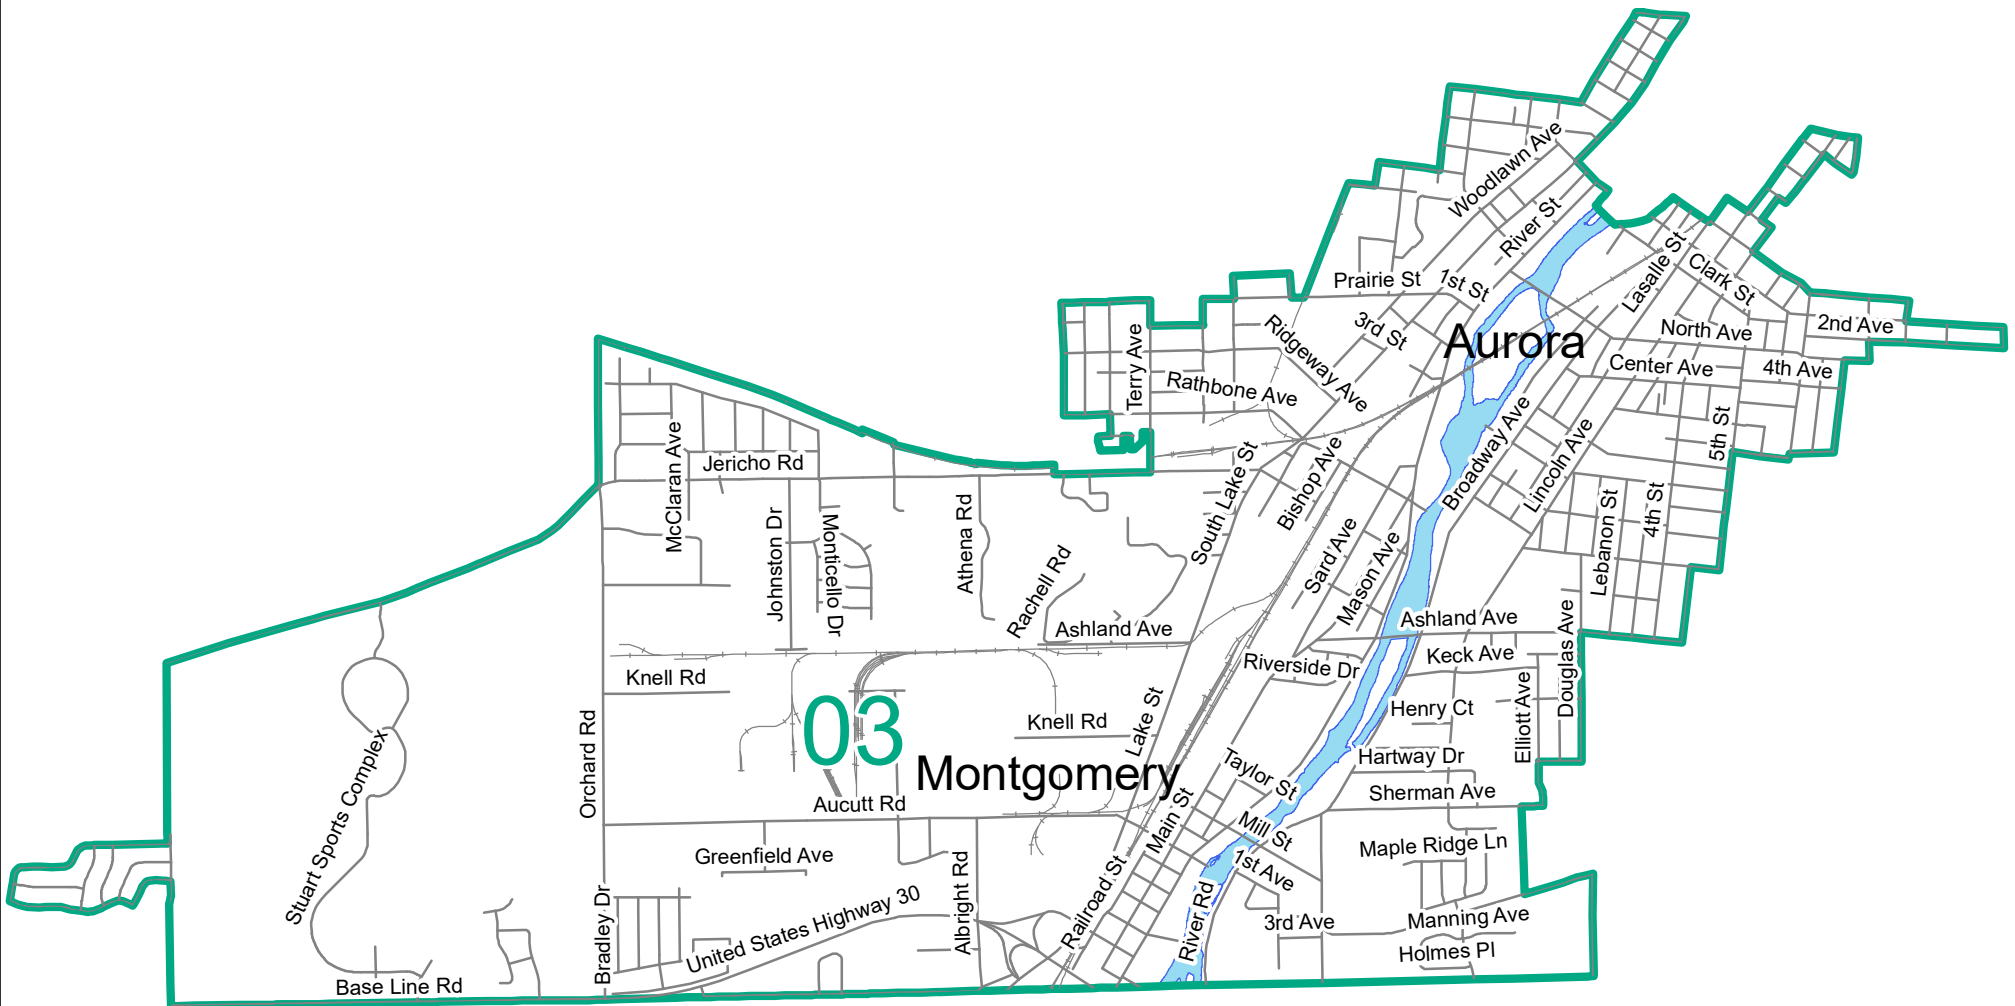 Woodlawn Ave
River St
Prairie St
1st St
Lasalle St
Clark St
Ridgeway Ave
3rd St
Aurora
North Ave
2nd Ave
Terry Ave
Rathbone Ave
Center Ave
4th Ave
McClaran Ave
Jericho Rd
South Lake St
Bishop Ave
Broadway Ave
Lincoln Ave
5th St
Johnston Dr
Monticello Dr
Athena Rd
Rachell Rd
Sard Ave
Mason Ave
Lebanon St
4th St
Ashland Ave
Ashland Ave
Knell Rd
Riverside Dr
Keck Ave
Douglas Ave
Elliott Ave
Orchard Rd
03
Knell Rd
Lake St
Henry Ct
Stuart Sports Complex
Montgomery
Taylor St
Hartway Dr
Aucutt Rd
Main St
Sherman Ave
Mill St
Greenfield Ave
1st Ave
Maple Ridge Ln
Bradley Dr
United States Highway 30
Albright Rd
Railroad St
River Rd
3rd Ave
Manning Ave
Holmes Pl
Base Line Rd